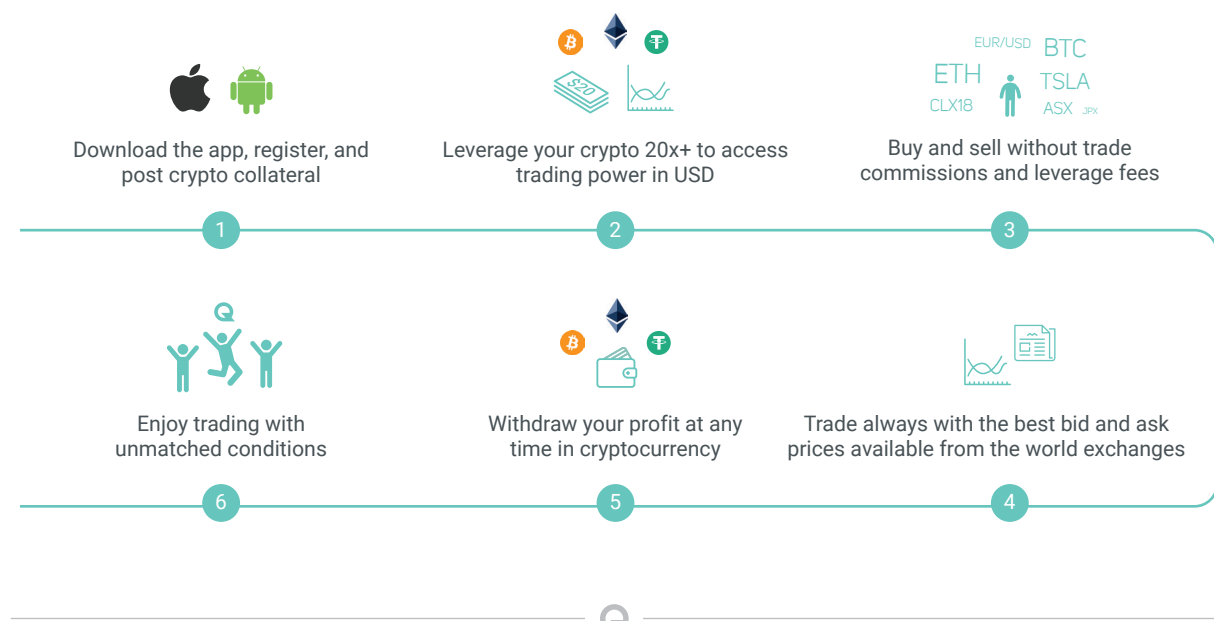 EUR/USD
BTC
ETH
TSLA
CLX18
ASX
JPX
$20
Download the app, register, and
post crypto collateral
Leverage your crypto 20x+ to access
trading power in USD
Buy and sell without trade
commissions and leverage fees
1
2
3
Q
Enjoy trading with
unmatched conditions
Withdraw your profit at any
time in cryptocurrency
Trade always with the best bid and ask
prices available from the world exchanges
6
5
4